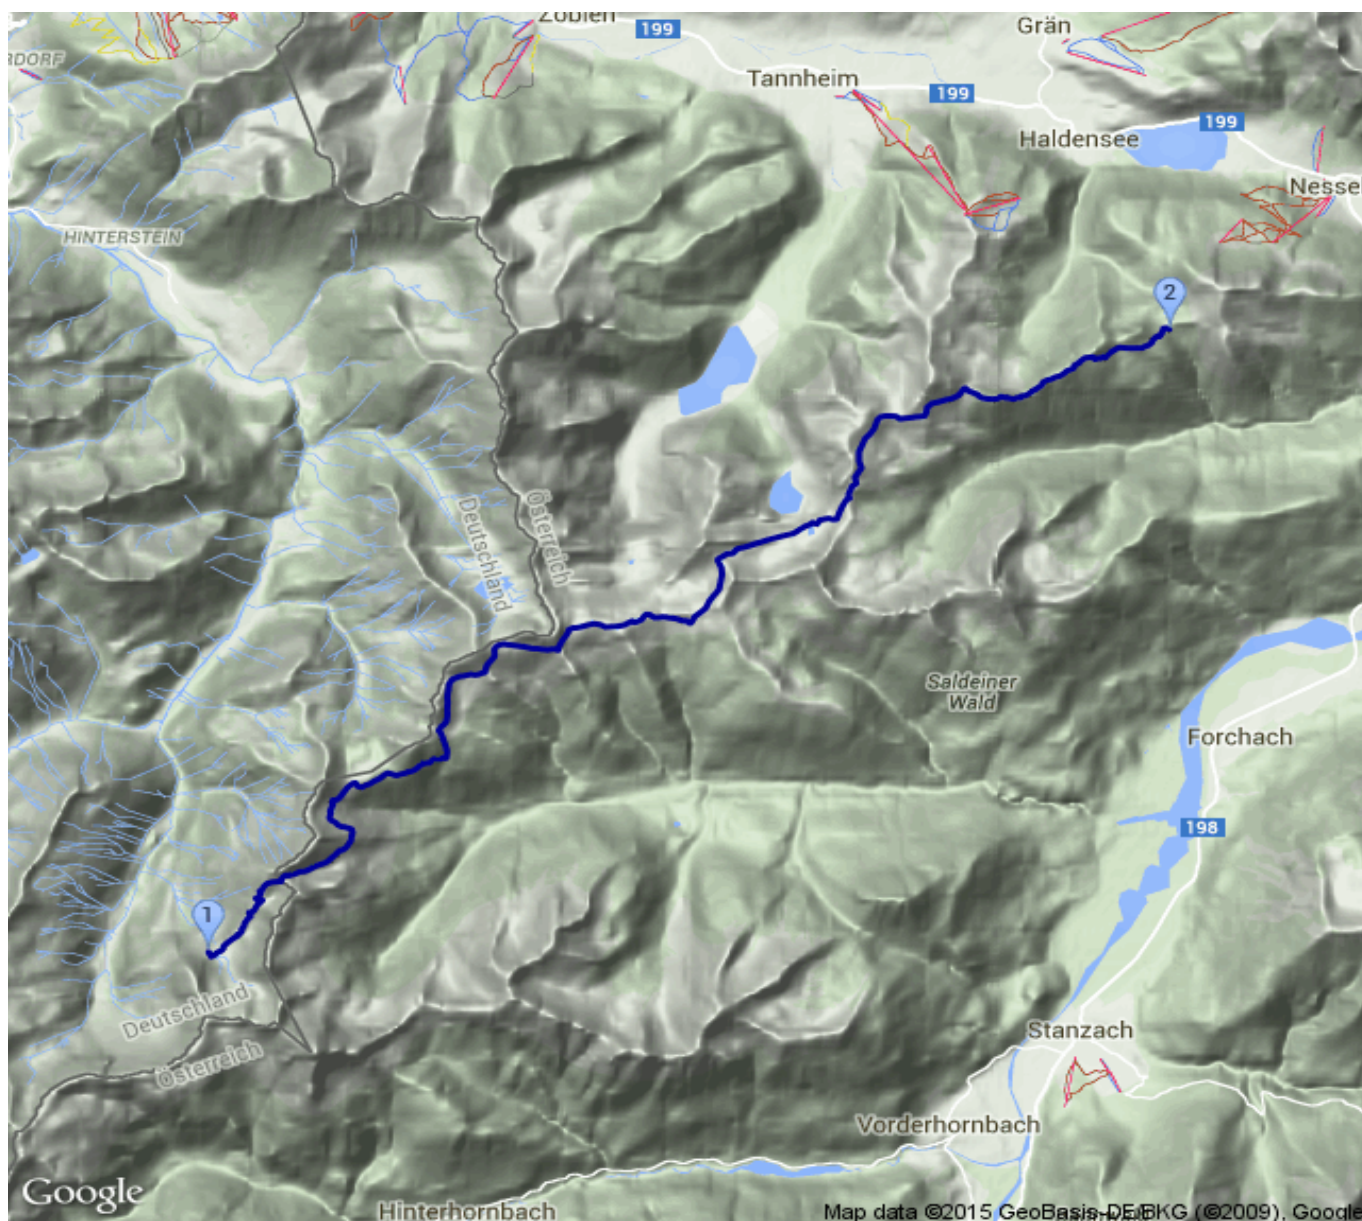 Zöblen
199
Grän
RDORF
Tannheim
199
199
Haldensee
Nesse
HINTERSTEIN
2
Österreich
Deutschland
Saldeiner
Wald
Forchach
198
1
Deutschland
Österreich
Stanzach
Vorderhornbach
Google
Hinterhornbach
Map data ©2015 GeoBasis-DE/BKG (©2009), Google